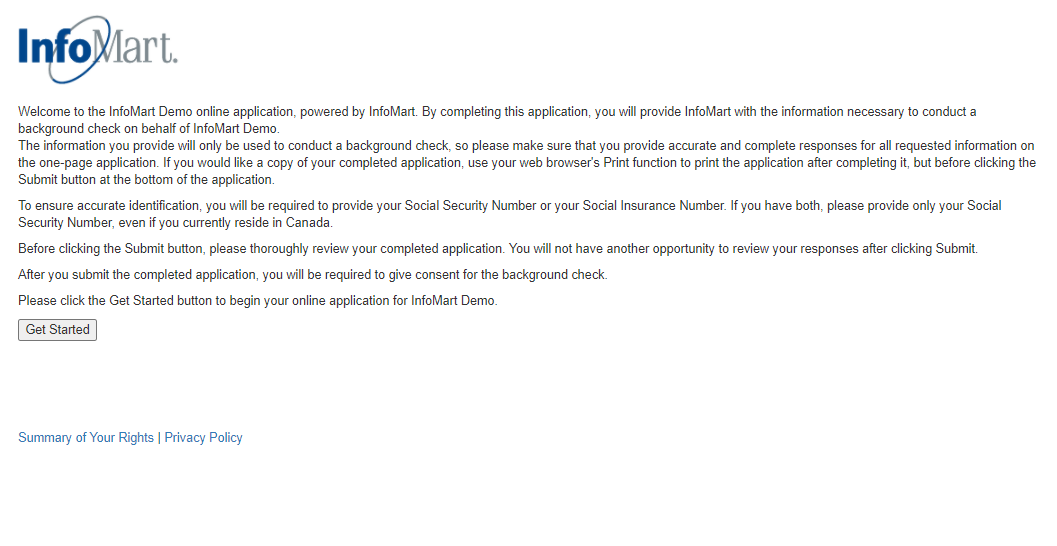 InfoMart.
Welcome to the InfoMart Demo online application, powered by InfoMart. By completing this application, you will provide InfoMart with the information necessary to conduct a
background check on behalf of InfoMart Demo.
The information you provide will only be used to conduct a background check, so please make sure that you provide accurate and complete responses for all requested information on
the one-page application. If you would like a copy of your completed application, use your web browser's Print function to print the application after completing it, but before clicking the
Submit button at the bottom of the application.
To ensure accurate identification, you will be required to provide your Social Security Number or your Social Insurance Number. If you have both, please provide only your Social
Security Number, even if you currently reside in Canada.
Before clicking the Submit button, please thoroughly review your completed application. You will not have another opportunity to review your responses after clicking Submit.
After you submit the completed application, you will be required to give consent for the background check.
Please click the Get Started button to begin your online application for InfoMart Demo.
Get Started
Summary of Your Rights | Privacy Policy